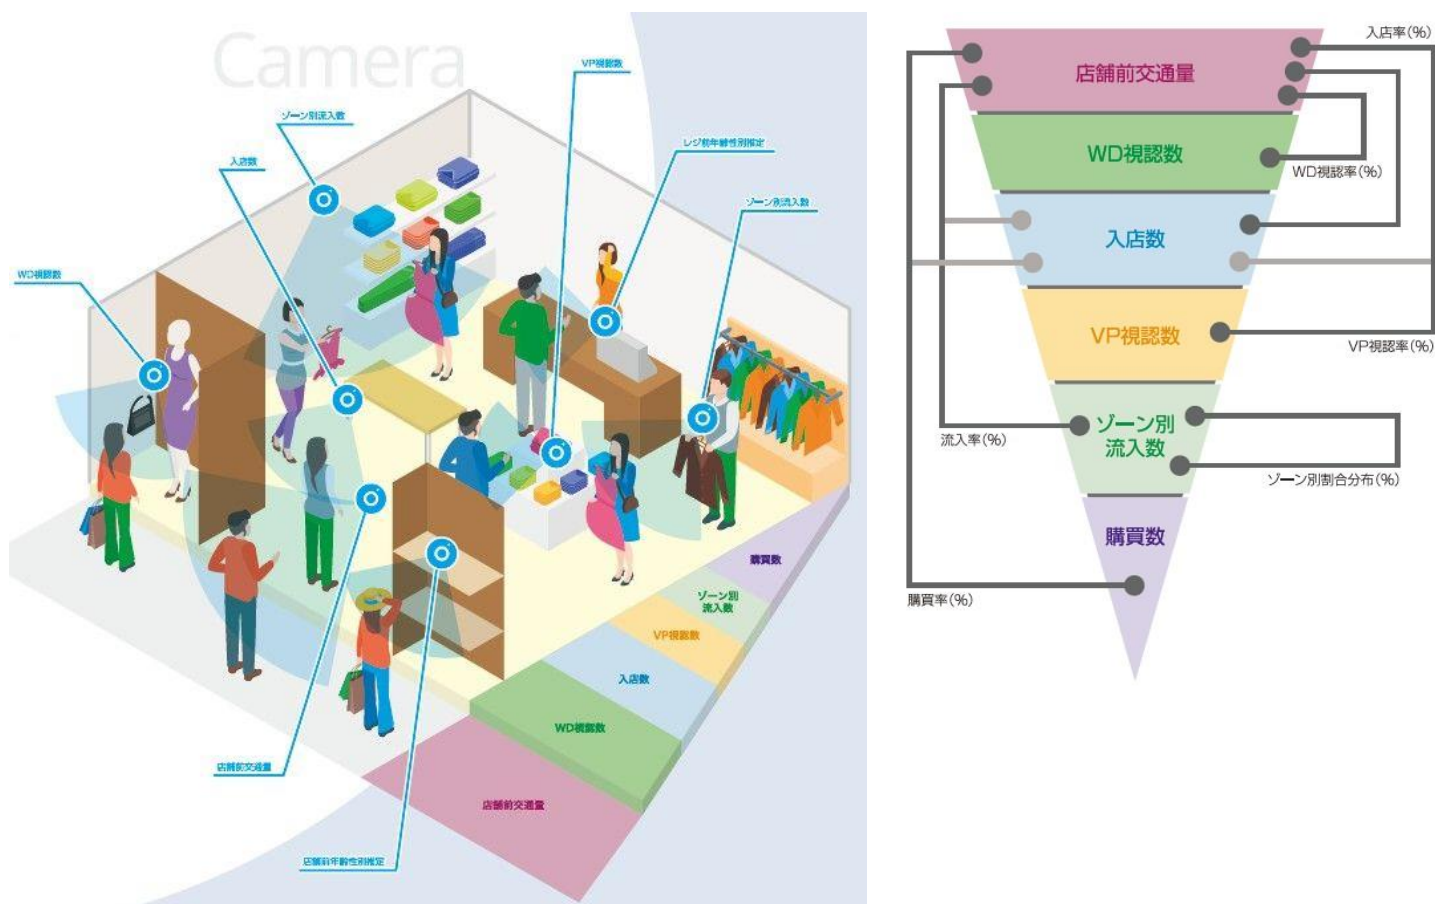 Camera
VP視認数
ゾーン別流入数
入店数
レジ前年齢性別推定
ゾーン別流入数
WD視認数
店舗前交通量
店舗前年齢性別推定
購買数
ゾーン別
流入数
VP視認数
入店数
WD視認数
店舗前交通量
入店率(%)
店舗前交通量
WD視認数
WD視認率(%)
入店数
VP視認数
VP視認率(%)
ゾーン別
流入数
流入率(%)
ゾーン別割合分布(%)
購買数
購買率(%)